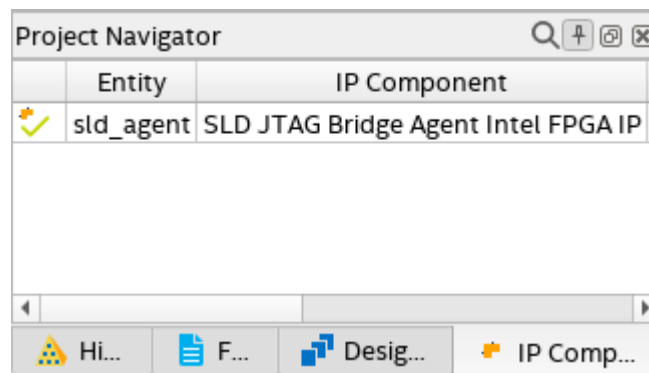 Project Navigator
Entity IP Component
sld_agent SLD JTAG Bridge Agent Intel FPGA IP
Hi... F... Desig... IP Comp...